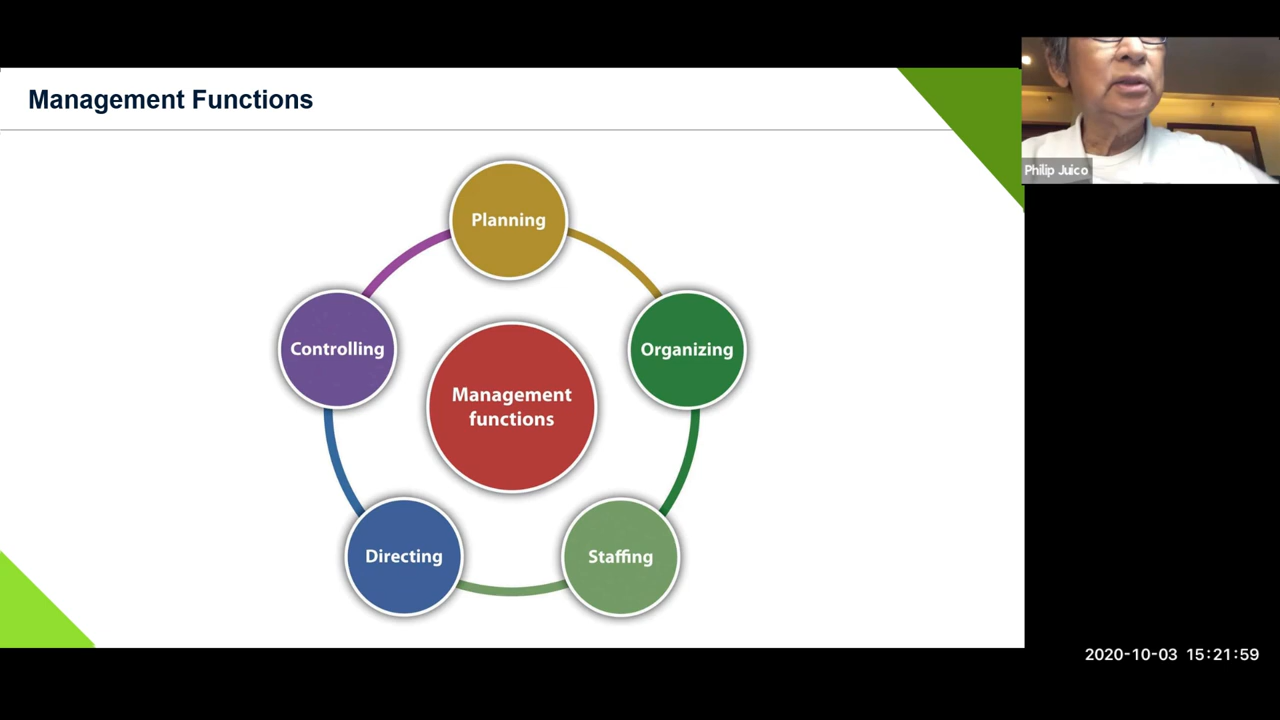 Management Functions
Philip Juico
Planning
Controlling
Organizing
Management
functions
Directing
Staffing
2020-10-03 15:21:59